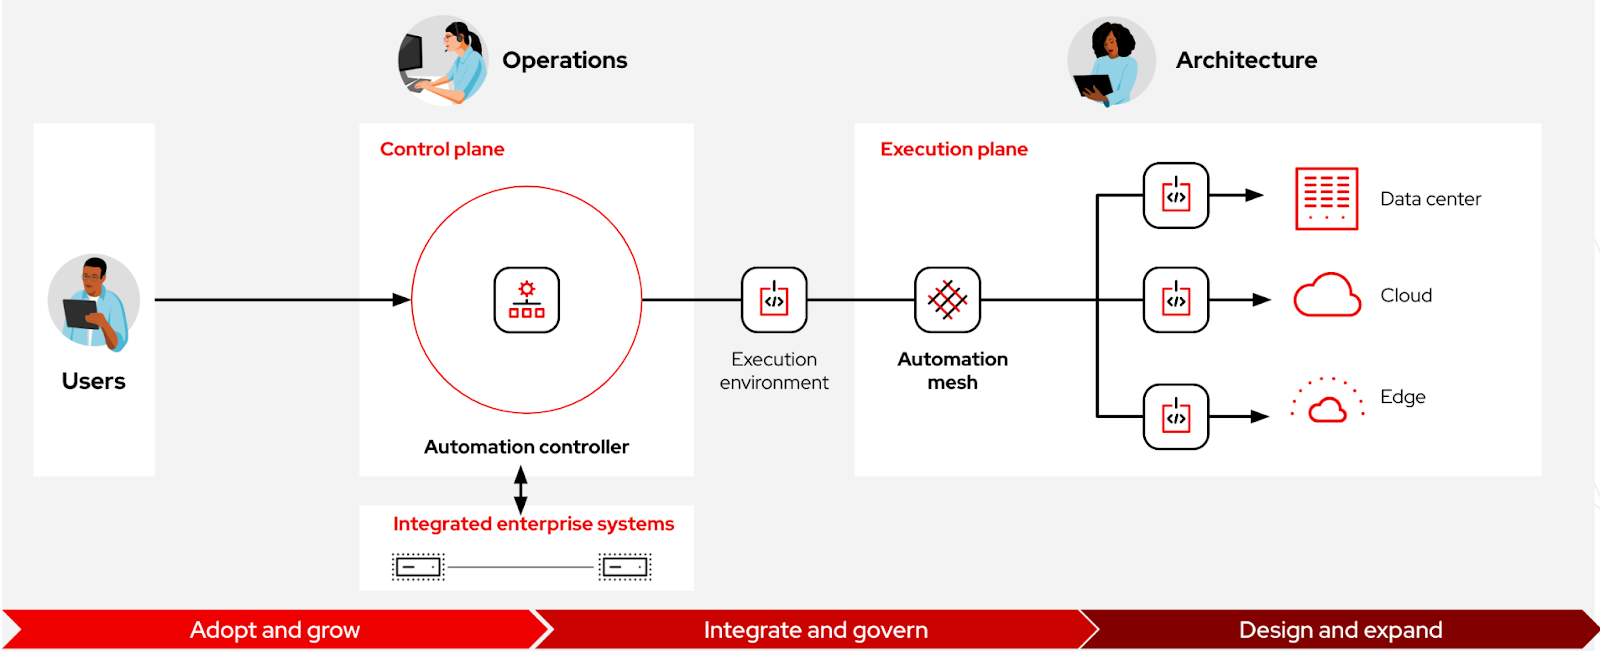 Operations
Architecture
Control plane
Execution plane
Data center
Cloud
Edge
Users
Execution
environment
Automation
mesh
Automation controller
Integrated enterprise systems
Adopt and grow
Integrate and govern
Design and expand